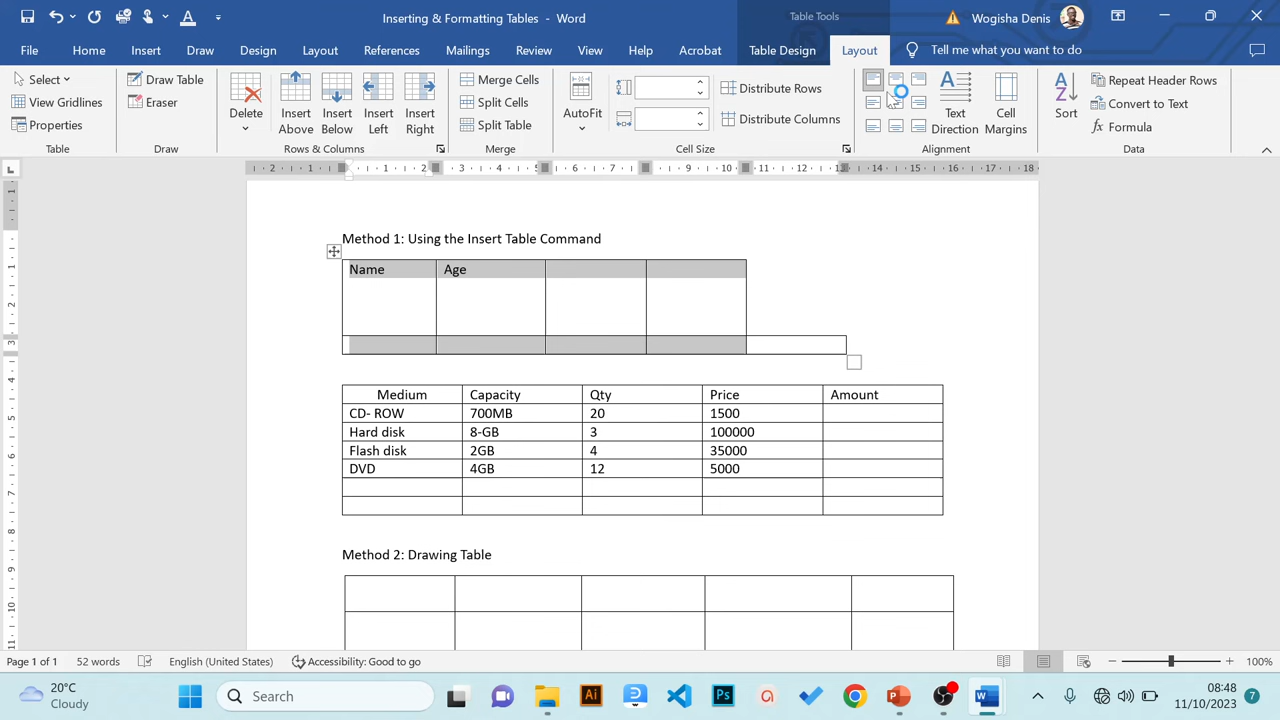 Inserting & Formatting Tables - Word
Table Tools
Wogisha Denis
File Home Insert Draw Design Layout References Mailings Review View Help Acrobat Table Design Layout Tell me what you want to do
Select
View Gridlines
Properties
Table
Draw Table
Eraser
Draw
Delete
Insert Above
Insert Below
Insert Left
Insert Right
Rows & Columns
Merge Cells
Split Cells
Split Table
Merge
AutoFit
Distribute Rows
Distribute Columns
Cell Size
Text Direction
Cell Margins
Alignment
Sort
Repeat Header Rows
Convert to Text
Formula
Data
Method 1: Using the Insert Table Command
Name Age
Medium Capacity Qty Price Amount
CD- ROW 700MB 20 1500
Hard disk 8-GB 3 100000
Flash disk 2GB 4 35000
DVD 4GB 12 5000
Method 2: Drawing Table
Page 1 of 1 52 words English (United States) Accessibility: Good to go 100%
20°C
Cloudy
Search
08:48
11/10/2023
7